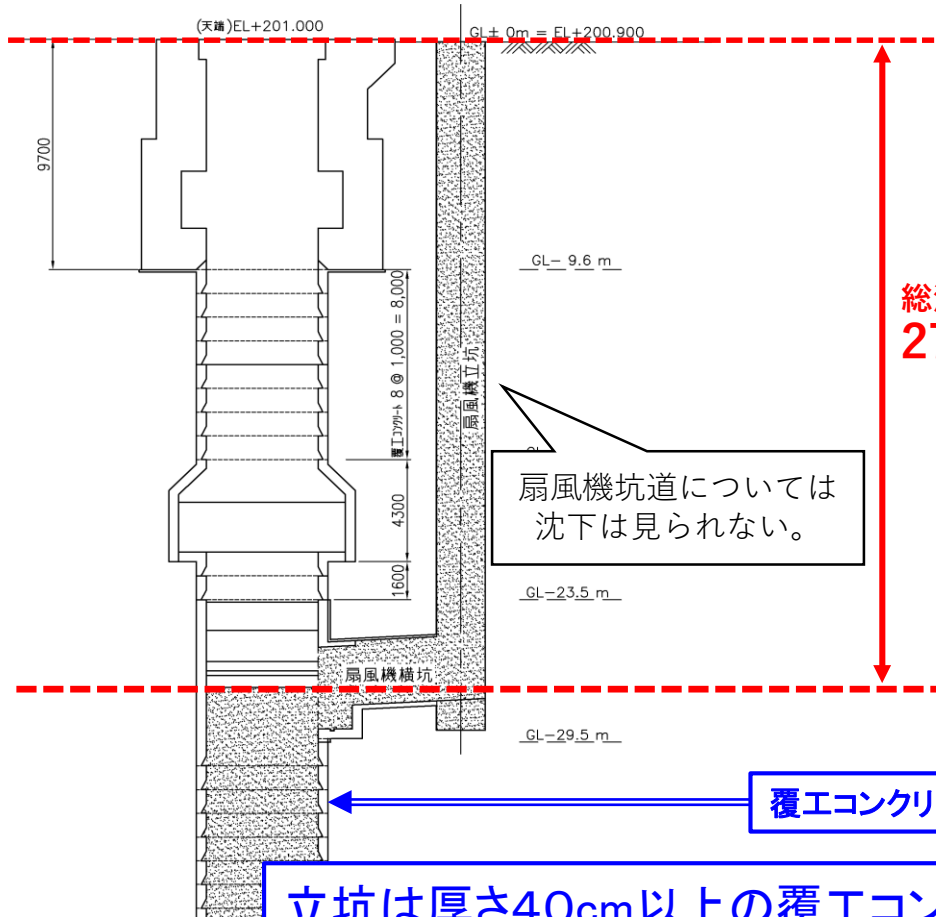 (天端)EL+201.000
GL± 0m = EL+200.900
9700
GL− 9.6 m
覆工コンクリート 8 @ 1,000 = 8,000
扇風機立坑
27
扇風機坑道については
沈下は見られない。
4300
1600
GL−23.5 m
扇風機横坑
GL−29.5 m
覆工コンクリ
立坑は厚さ40cm以上の覆工コン